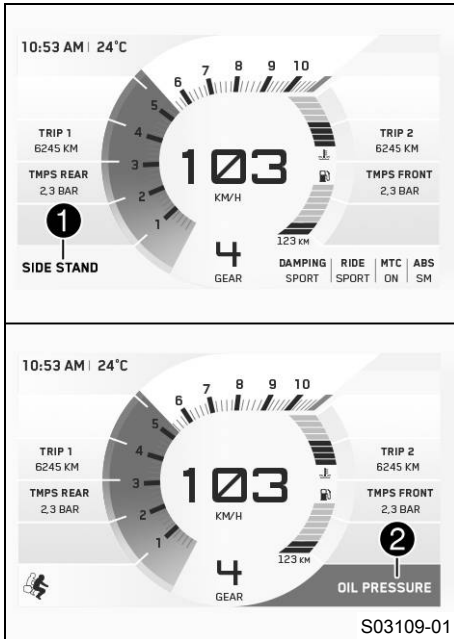 10:53 AM | 24°C
5 6 7 8 9 10
4
3
2
1
TRIP 1
6245 KM
TMPS REAR
2,3 BAR
1
SIDE STAND
103
KM/H
4
GEAR
TRIP 2
6245 KM
TMPS FRONT
2,3 BAR
123 KM
DAMPING | RIDE | MTC | ABS
SPORT | SPORT | ON | SM
10:53 AM | 24°C
5 6 7 8 9 10
4
3
2
1
TRIP 1
6245 KM
TMPS REAR
2,3 BAR
103
KM/H
4
GEAR
TRIP 2
6245 KM
TMPS FRONT
2,3 BAR
123 KM
2
OIL PRESSURE
S03109-01